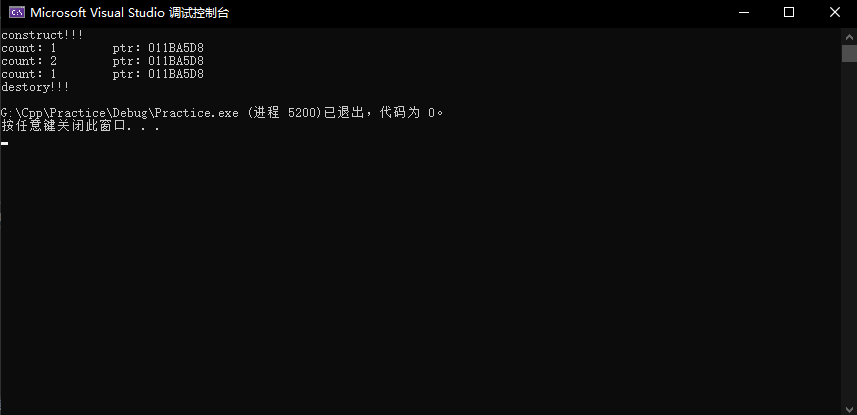 Microsoft Visual Studio 调试控制台
construct!!!
count: 1 ptr: 011BA5D8
count: 2 ptr: 011BA5D8
count: 1 ptr: 011BA5D8
destory!!!
G:\Cpp\Practice\Debug\Practice.exe (进程 5200)已退出，代码为 0。
按任意键关闭此窗口. . .